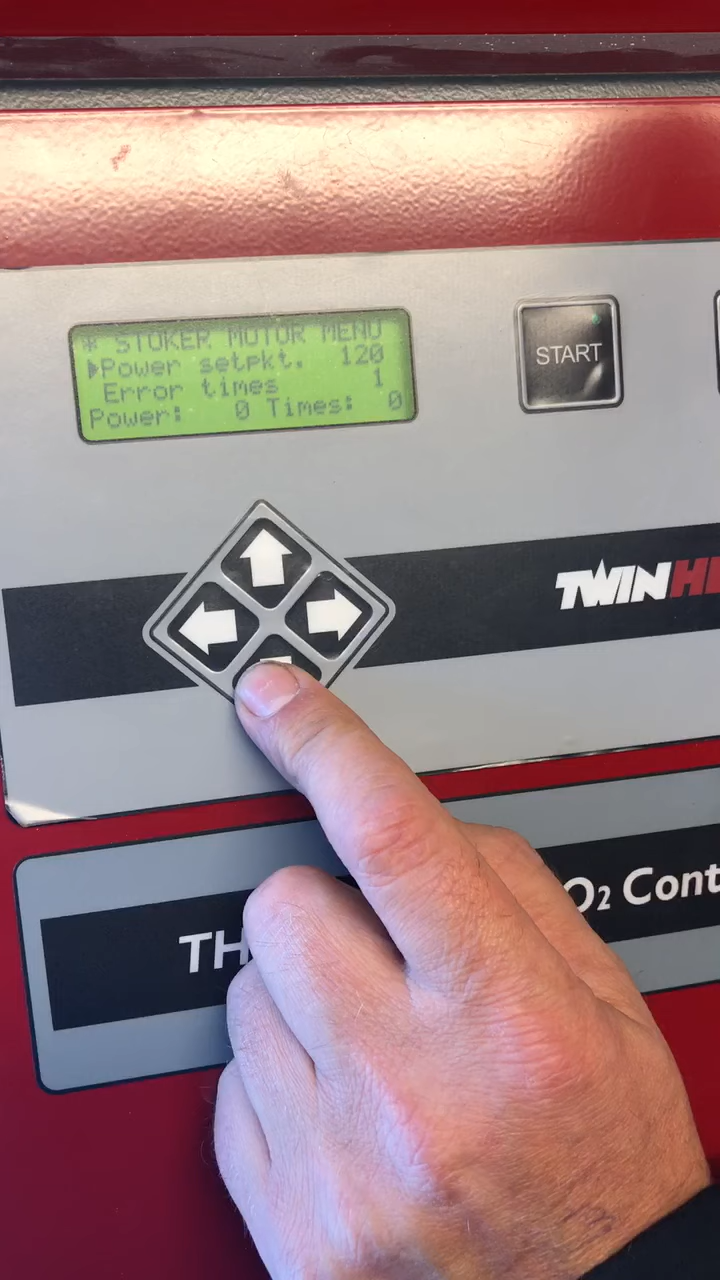 * STOKER MOTOR MENU
Power setpkt. 120
Error times 1
Power: 0 Times: 0
START
TWINHE
TH
O₂ Cont